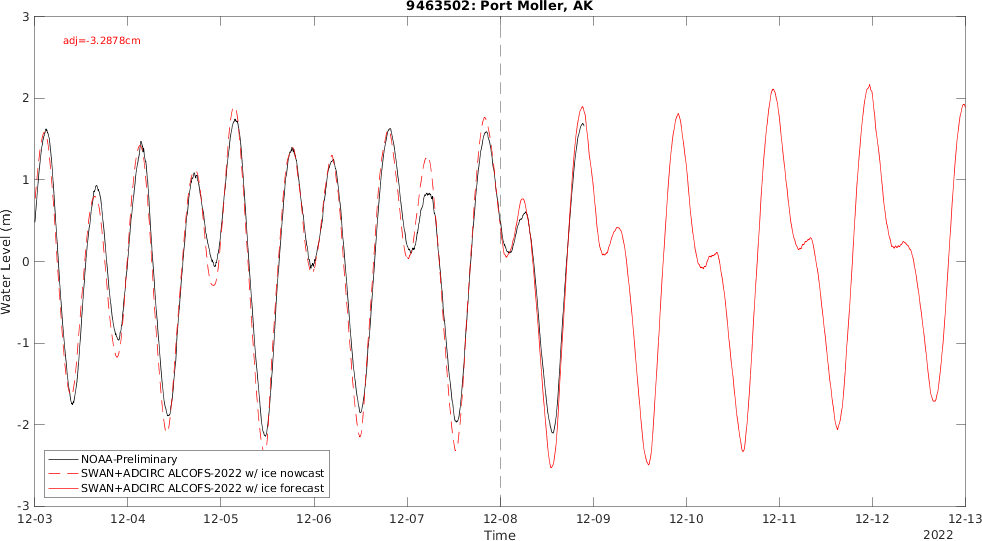 9463502: Port Moller, AK
adj=-3.2878cm
3
2
1
0
-1
-2
-3
Water Level (m)
NOAA-Preliminary
SWAN+ADCIRC ALCOFS-2022 w/ ice nowcast
SWAN+ADCIRC ALCOFS-2022 w/ ice forecast
12-03 12-04 12-05 12-06 12-07 12-08 12-09 12-10 12-11 12-12 12-13
Time
2022